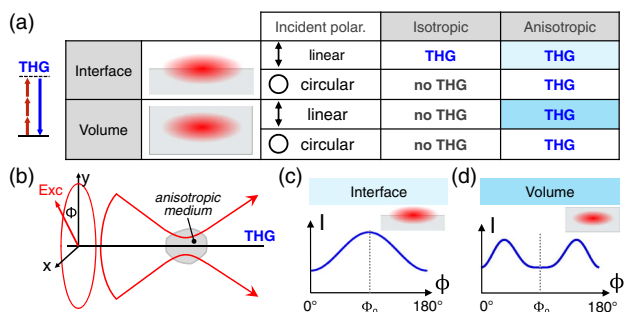 (a)
Incident polar. Isotropic Anisotropic
THG
Interface
linear THG THG
circular no THG THG
Volume
linear no THG THG
circular no THG THG
(b)
Exc
y
Φ
x
anisotropic
medium
THG
(c)
Interface
I
ϕ
0° Φ₀ 180°
(d)
Volume
I
ϕ
0° Φ₀ 180°